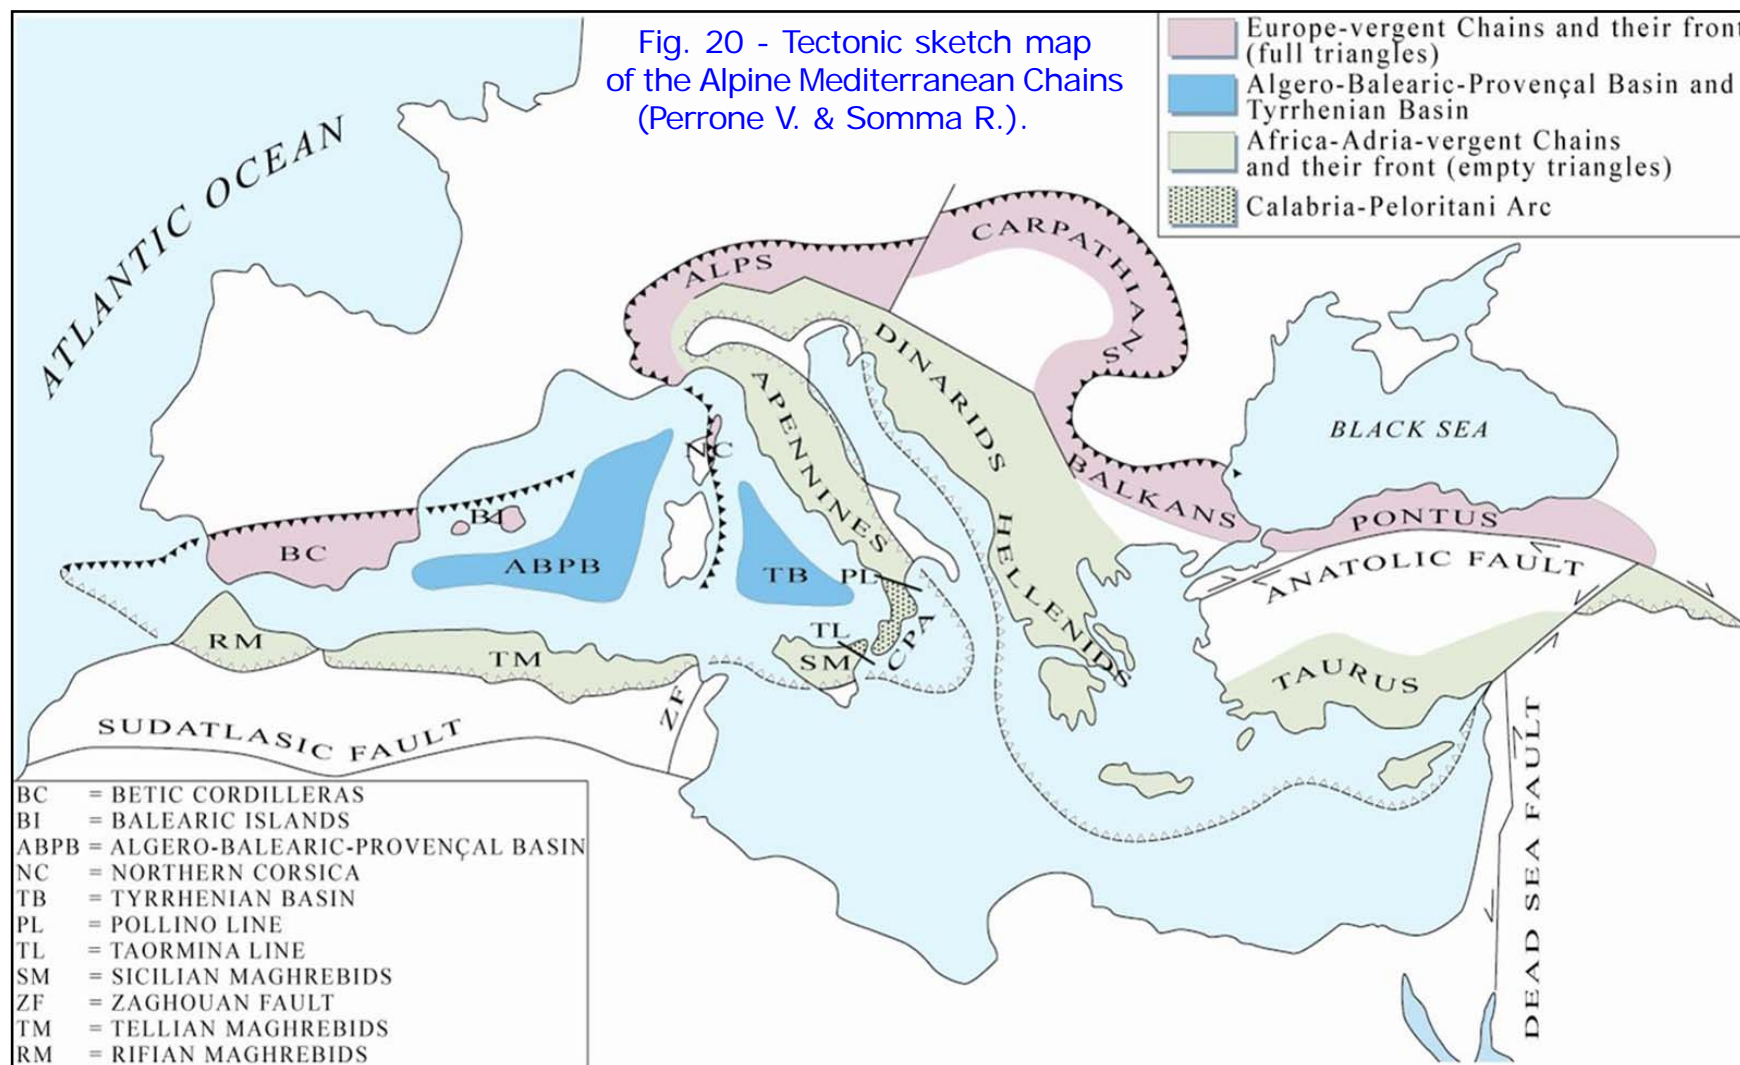 Fig. 20 - Tectonic sketch map
of the Alpine Mediterranean Chains
(Perrone V. & Somma R.).
Europe-vergent Chains and their front
(full triangles)
Algero-Balearic-Provençal Basin and
Tyrrhenian Basin
Africa-Adria-vergent Chains
and their front (empty triangles)
Calabria-Peloritani Arc
ATLANTIC OCEAN
ALPS
CARPATHIANS
DINARIDS
APENNINES
BLACK SEA
NC
BALKANS
BI
BC
ABPB
TB
PL
HELLENIDS
PONTUS
ANATOLIC FAULT
TL
CPA
RM
TM
SM
TAURUS
ZF
SUDATLASIC FAULT
DEAD SEA FAULT
BC = BETIC CORDILLERAS
BI = BALEARIC ISLANDS
ABPB = ALGERO-BALEARIC-PROVENÇAL BASIN
NC = NORTHERN CORSICA
TB = TYRRHENIAN BASIN
PL = POLLINO LINE
TL = TAORMINA LINE
SM = SICILIAN MAGHREBIDS
ZF = ZAGHOUAN FAULT
TM = TELLIAN MAGHREBIDS
RM = RIFIAN MAGHREBIDS